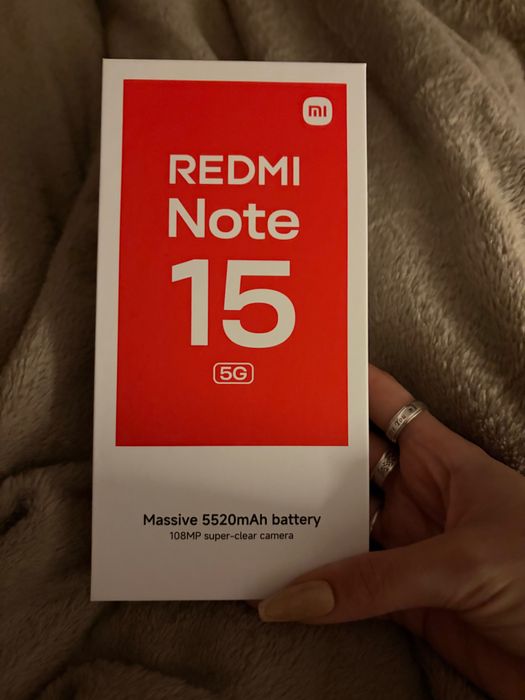 mi
REDMI
Note
15
5G
Massive 5520mAh battery
108MP super-clear camera